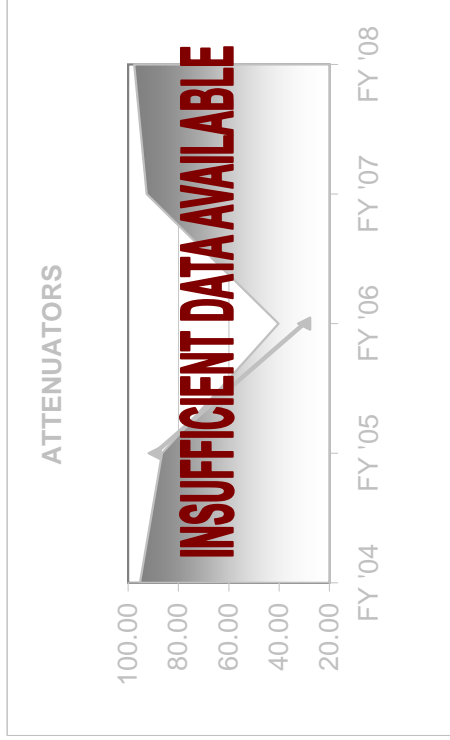 ATTENUATORS
100.00
80.00
60.00
40.00
20.00
FY '04
FY '05
FY '06
FY '07
FY '08
INSUFFICIENT DATA AVAILABLE